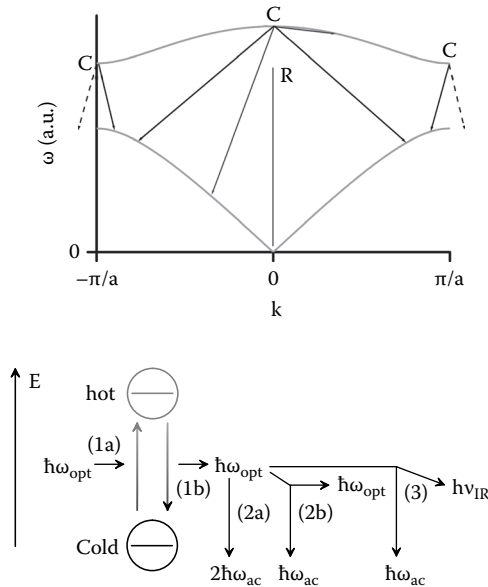 C
C
C
R
ω (a.u.)
0
−π/a
0
π/a
k
E
hot
(1a)
ħω_opt
(1b)
ħω_opt
ħω_opt
(2a)
(2b)
(3)
hν_IR
Cold
2ħω_ac
ħω_ac
ħω_ac